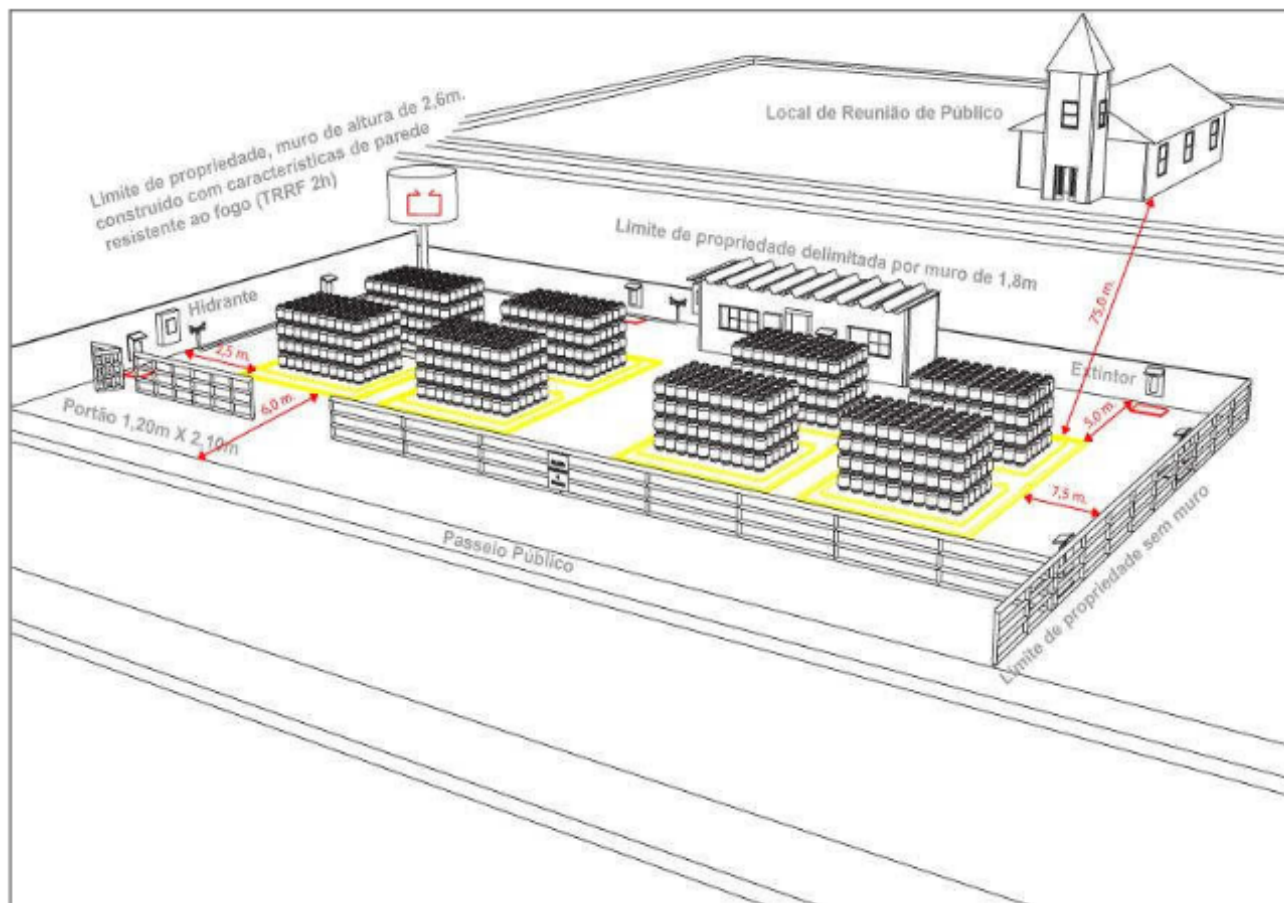 Limite de propriedade, muro de altura de 2,6m.
construido com características de parede
resistente ao fogo (TRRF 2h)
Local de Reunião de Público
Limite de propriedade delimitada por muro de 1,8m
75,0 m.
Hidrante
2,5 m.
6,0 m.
Portão 1,20m X 2,10m
Extintor
5,0 m.
7,5 m.
Passeio Público
Limite de propriedade sem muro